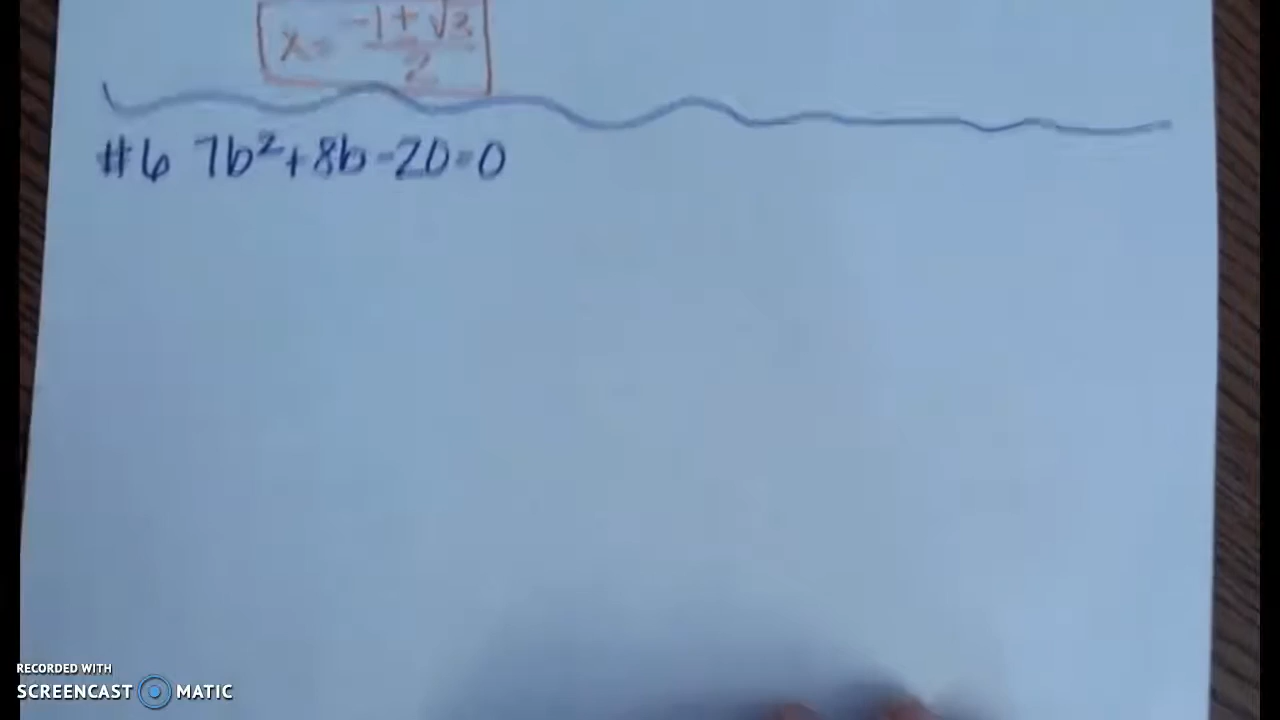 x = -1 ± √3 / 2
#6 7b²+8b-20=0
RECORDED WITH
SCREENCAST MATIC